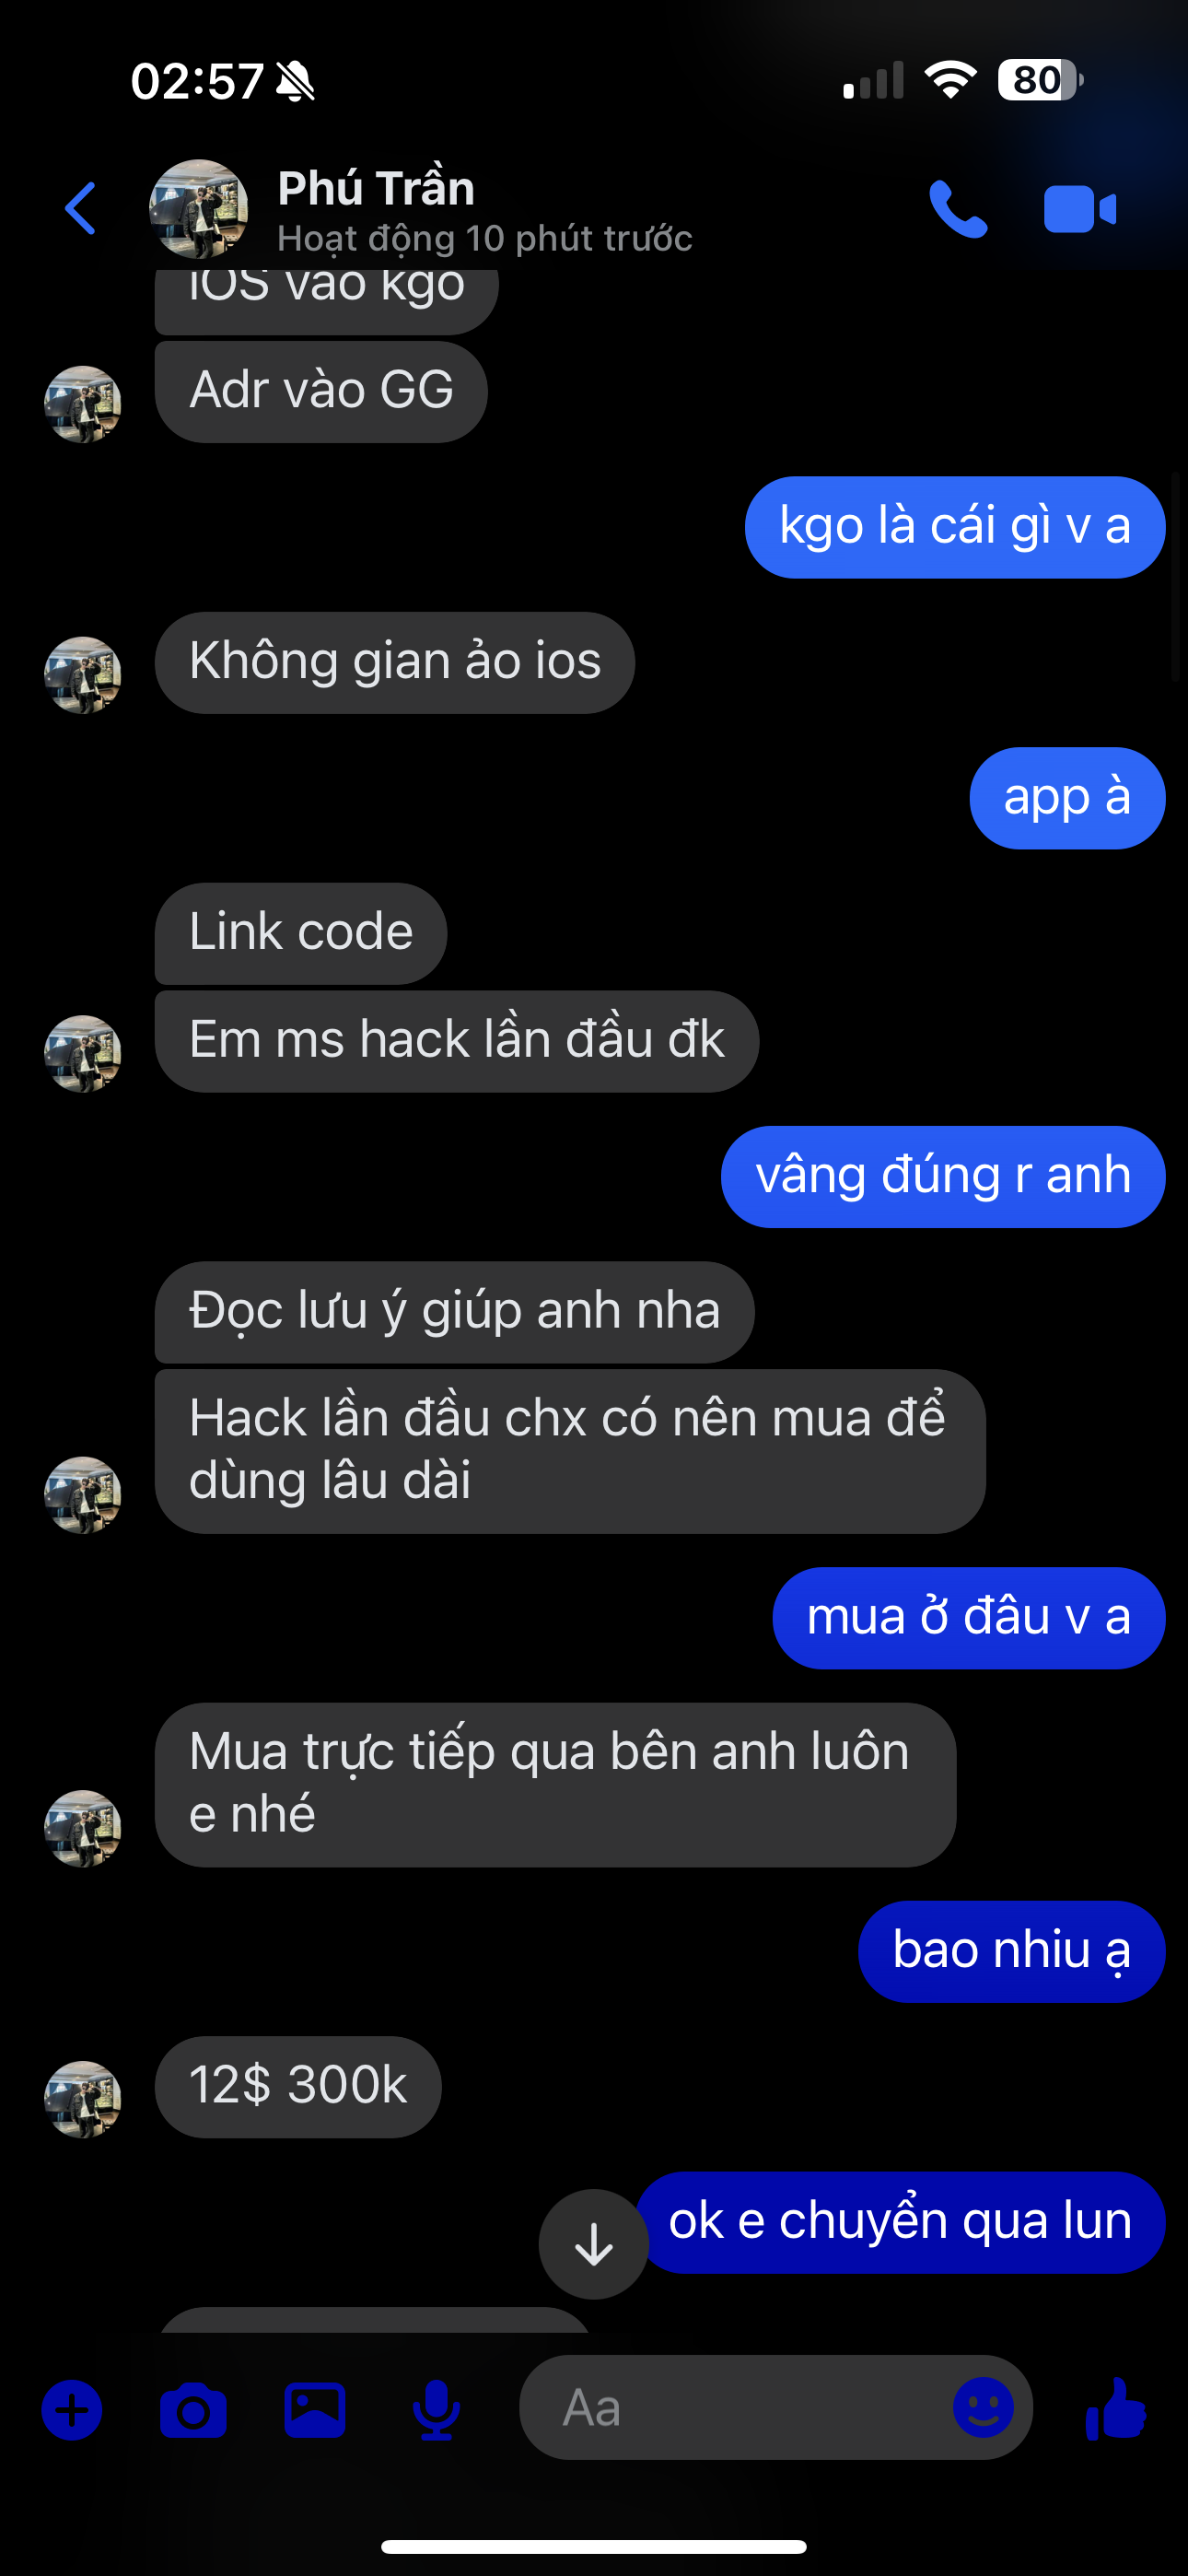 02:57
80
Phú Trần
Hoạt động 10 phút trước
iOS vào kgo
Adr vào GG
kgo là cái gì v a
Không gian ảo ios
app à
Link code
Em ms hack lần đầu đk
vâng đúng r anh
Đọc lưu ý giúp anh nha
Hack lần đầu chx có nên mua để
dùng lâu dài
mua ở đâu v a
Mua trực tiếp qua bên anh luôn
e nhé
bao nhiu ạ
12$ 300k
ok e chuyển qua lun
Aa